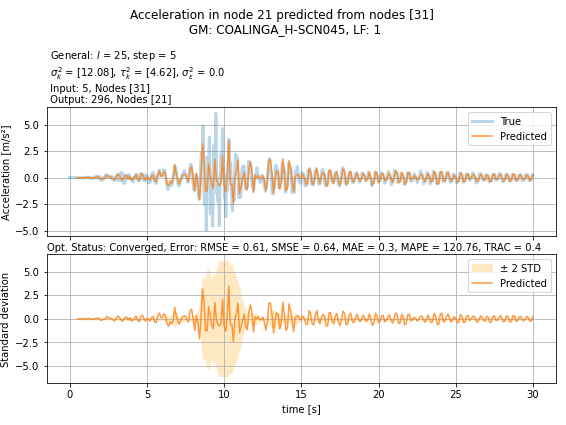 Acceleration in node 21 predicted from nodes [31]
GM: COALINGA_H-SCN045, LF: 1
General: l = 25, step = 5
σ²ₖ = [12.08], τ²ₖ = [4.62], σ²ε = 0.0
Input: 5, Nodes [31]
Output: 296, Nodes [21]
Acceleration [m/s²]
5.0
2.5
0.0
−2.5
−5.0
True
Predicted
Opt. Status: Converged, Error: RMSE = 0.61, SMSE = 0.64, MAE = 0.3, MAPE = 120.76, TRAC = 0.4
Standard deviation
5.0
2.5
0.0
−2.5
−5.0
± 2 STD
Predicted
0 5 10 15 20 25 30
time [s]